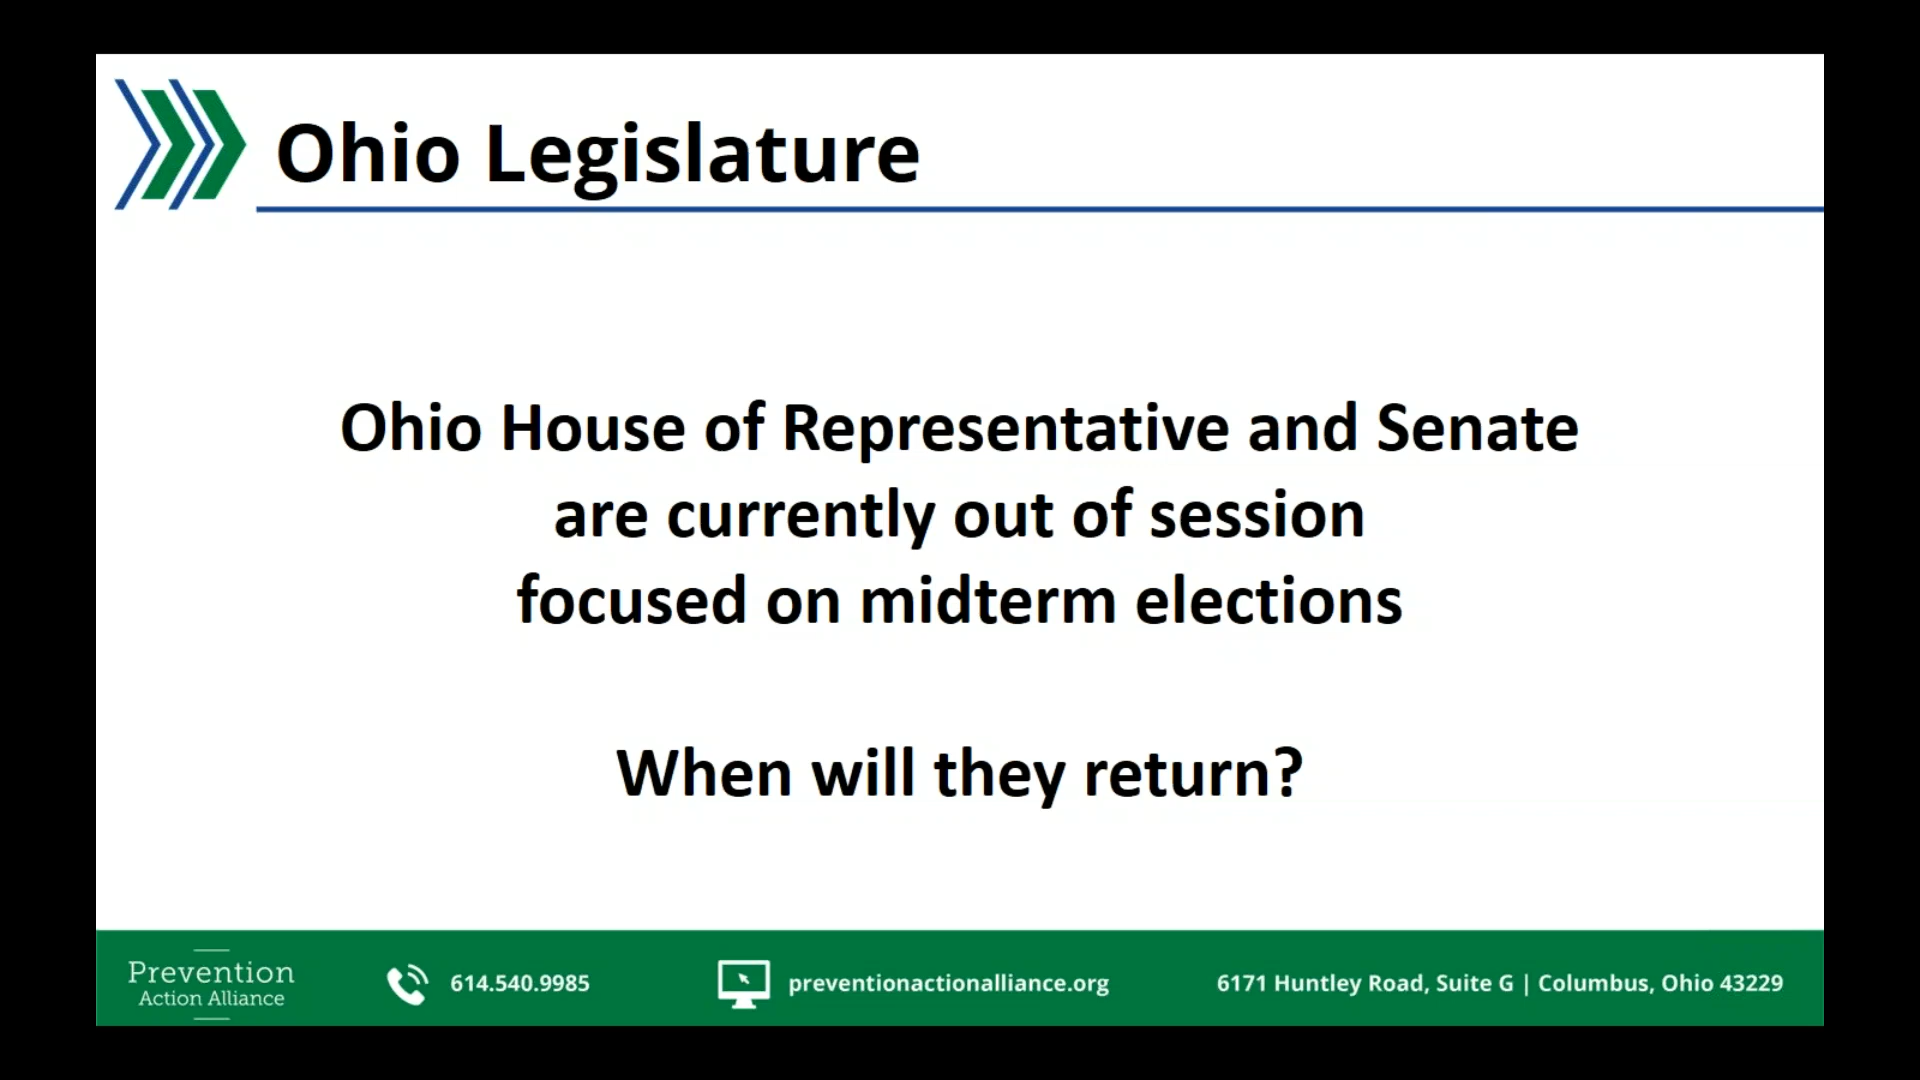 Ohio Legislature
Ohio House of Representative and Senate
are currently out of session
focused on midterm elections
When will they return?
Prevention
Action Alliance
614.540.9985
preventionactionalliance.org
6171 Huntley Road, Suite G | Columbus, Ohio 43229